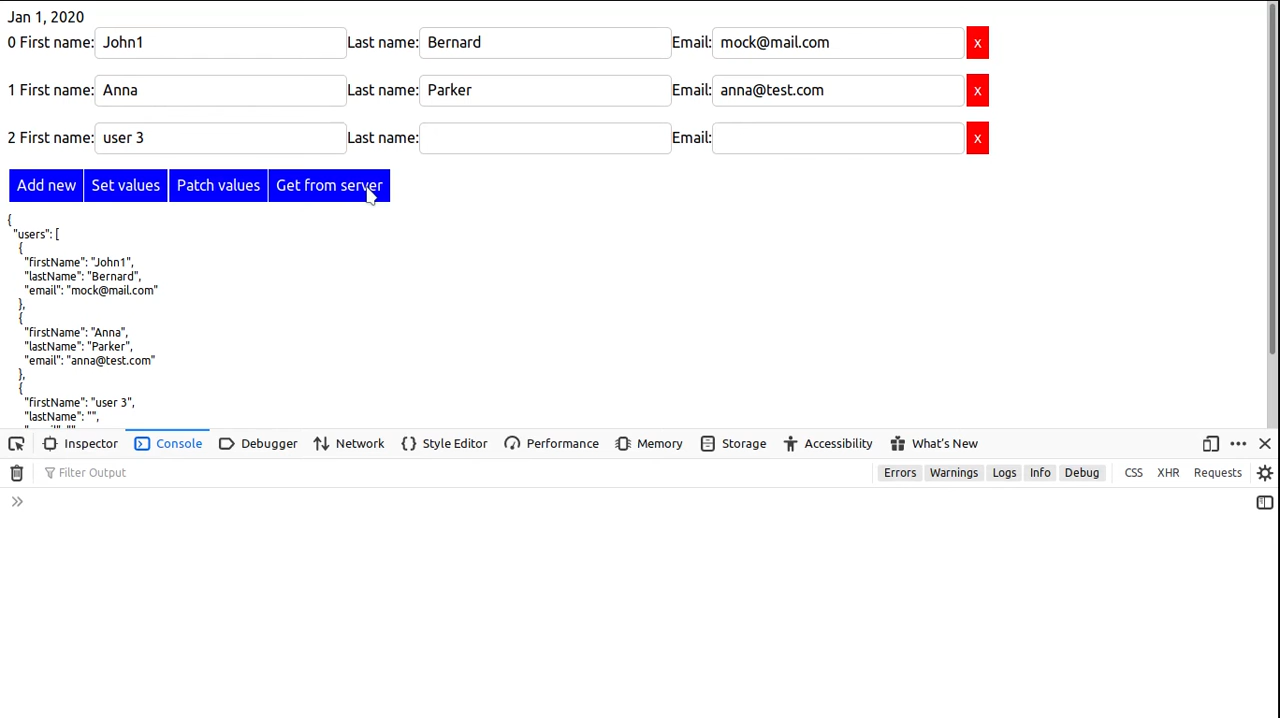 Jan 1, 2020
0 First name: John1 Last name: Bernard Email: mock@mail.com x
1 First name: Anna Last name: Parker Email: anna@test.com x
2 First name: user 3 Last name: Email: x
Add new Set values Patch values Get from server
{
"users": [
{
"firstName": "John1",
"lastName": "Bernard",
"email": "mock@mail.com"
},
{
"firstName": "Anna",
"lastName": "Parker",
"email": "anna@test.com"
},
{
"firstName": "user 3",
"lastName": "",
Inspector Console Debugger Network Style Editor Performance Memory Storage Accessibility What's New
Filter Output Errors Warnings Logs Info Debug CSS XHR Requests